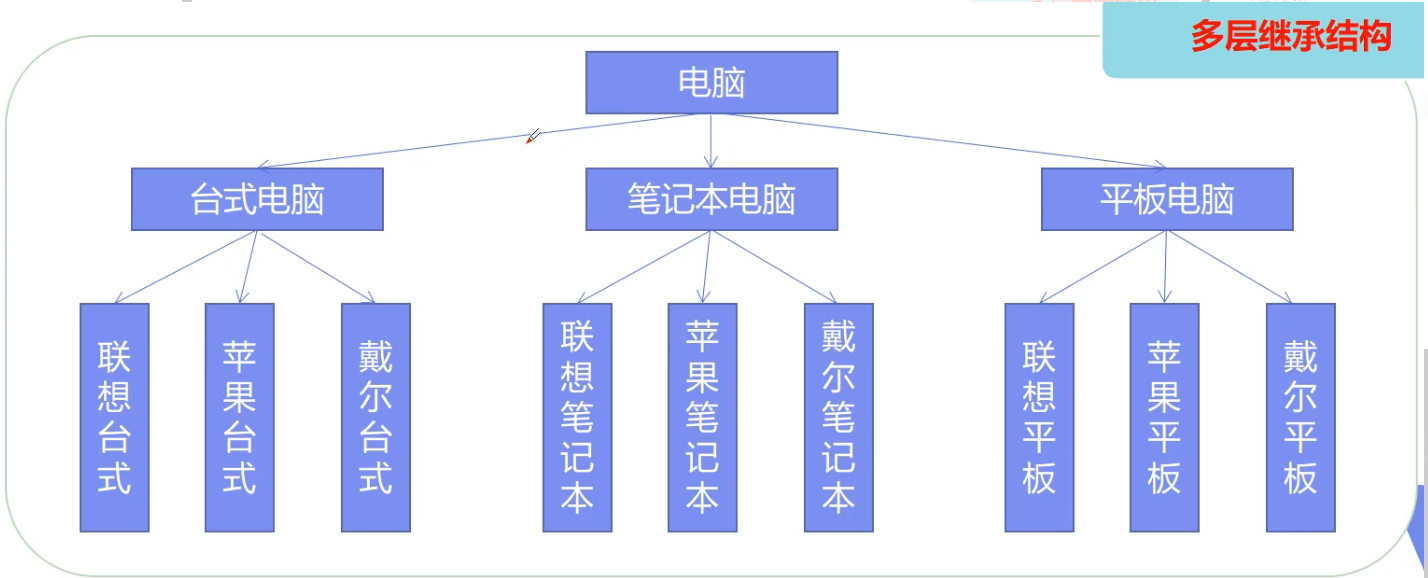 多层继承结构
电脑
台式电脑
笔记本电脑
平板电脑
联想台式
苹果台式
戴尔台式
联想笔记本
苹果笔记本
戴尔笔记本
联想平板
苹果平板
戴尔平板